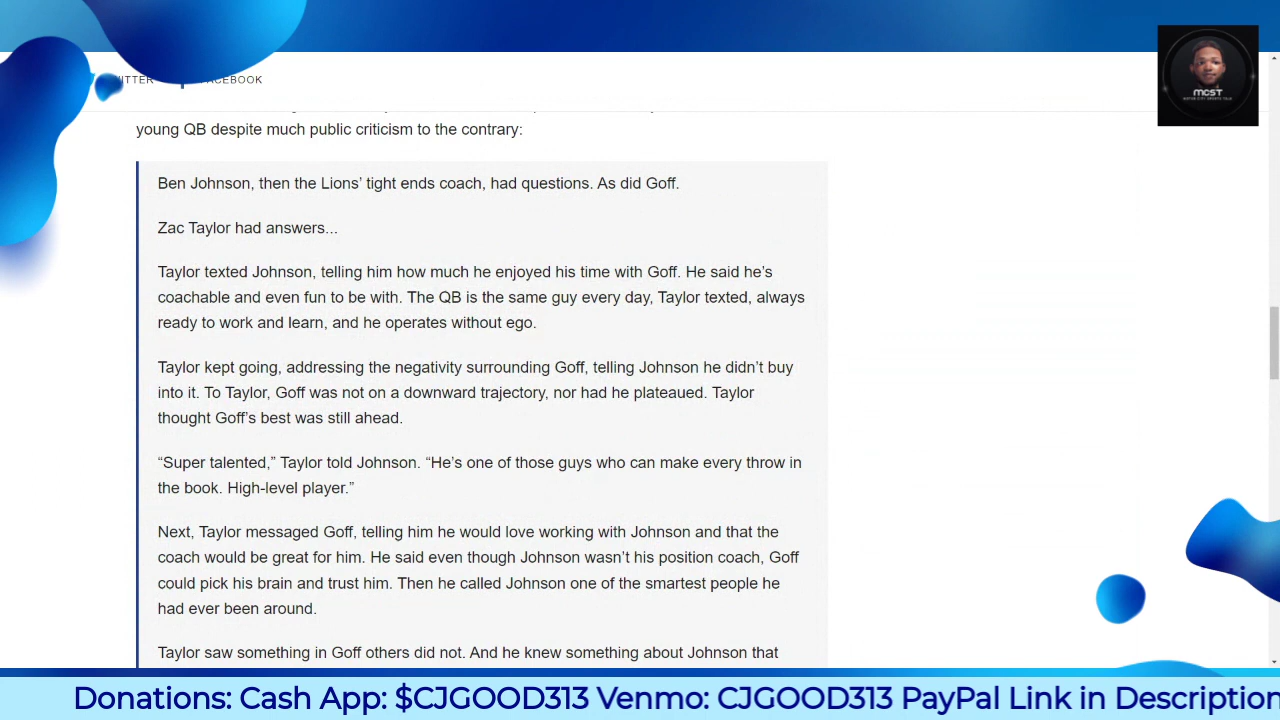 FACEBOOK
MCST
MOTOR CITY SPORTS TALK
young QB despite much public criticism to the contrary:
Ben Johnson, then the Lions’ tight ends coach, had questions. As did Goff.
Zac Taylor had answers...
Taylor texted Johnson, telling him how much he enjoyed his time with Goff. He said he’s
coachable and even fun to be with. The QB is the same guy every day, Taylor texted, always
ready to work and learn, and he operates without ego.
Taylor kept going, addressing the negativity surrounding Goff, telling Johnson he didn’t buy
into it. To Taylor, Goff was not on a downward trajectory, nor had he plateaued. Taylor
thought Goff’s best was still ahead.
“Super talented,” Taylor told Johnson. “He’s one of those guys who can make every throw in
the book. High-level player.”
Next, Taylor messaged Goff, telling him he would love working with Johnson and that the
coach would be great for him. He said even though Johnson wasn’t his position coach, Goff
could pick his brain and trust him. Then he called Johnson one of the smartest people he
had ever been around.
Taylor saw something in Goff others did not. And he knew something about Johnson that
Donations: Cash App: $CJGOOD313 Venmo: CJGOOD313 PayPal Link in Description